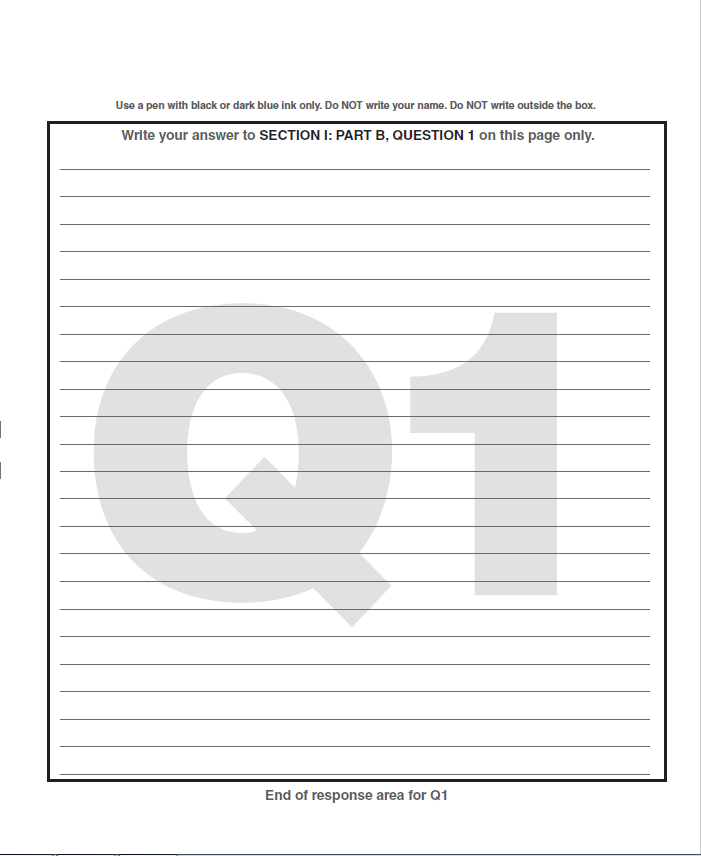 Use a pen with black or dark blue ink only. Do NOT write your name. Do NOT write outside the box.
Write your answer to SECTION I: PART B, QUESTION 1 on this page only.
Q1
End of response area for Q1